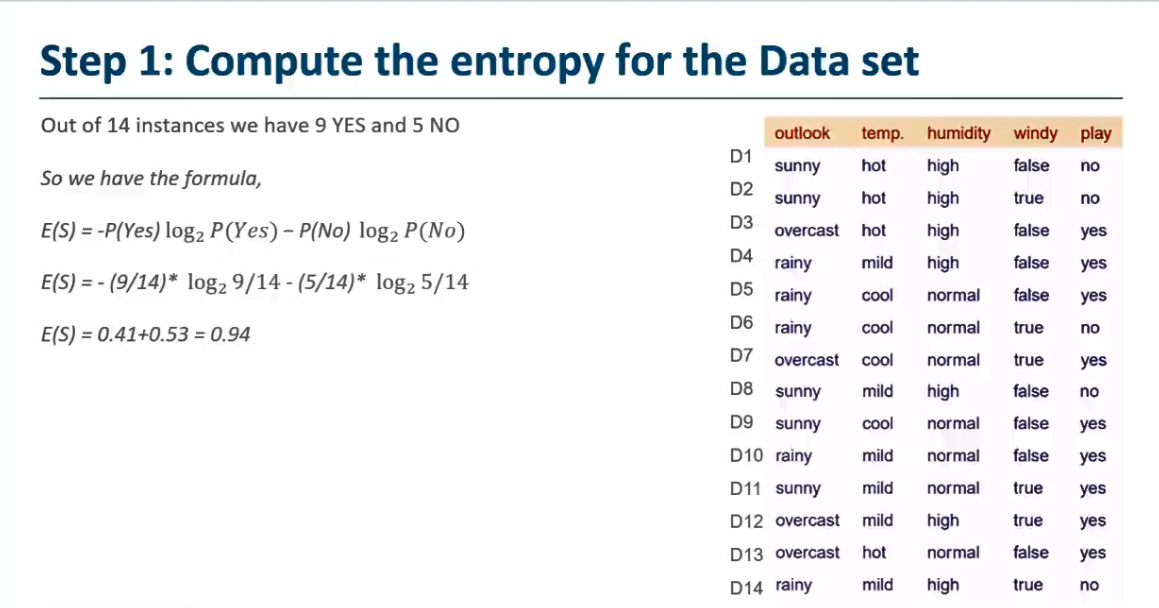 Step 1: Compute the entropy for the Data set
Out of 14 instances we have 9 YES and 5 NO
So we have the formula,
E(S) = -P(Yes) log₂ P(Yes) − P(No) log₂ P(No)
E(S) = - (9/14)* log₂ 9/14 - (5/14)* log₂ 5/14
E(S) = 0.41+0.53 = 0.94
outlook temp. humidity windy play
D1 sunny hot high false no
D2 sunny hot high true no
D3 overcast hot high false yes
D4 rainy mild high false yes
D5 rainy cool normal false yes
D6 rainy cool normal true no
D7 overcast cool normal true yes
D8 sunny mild high false no
D9 sunny cool normal false yes
D10 rainy mild normal false yes
D11 sunny mild normal true yes
D12 overcast mild high true yes
D13 overcast hot normal false yes
D14 rainy mild high true no